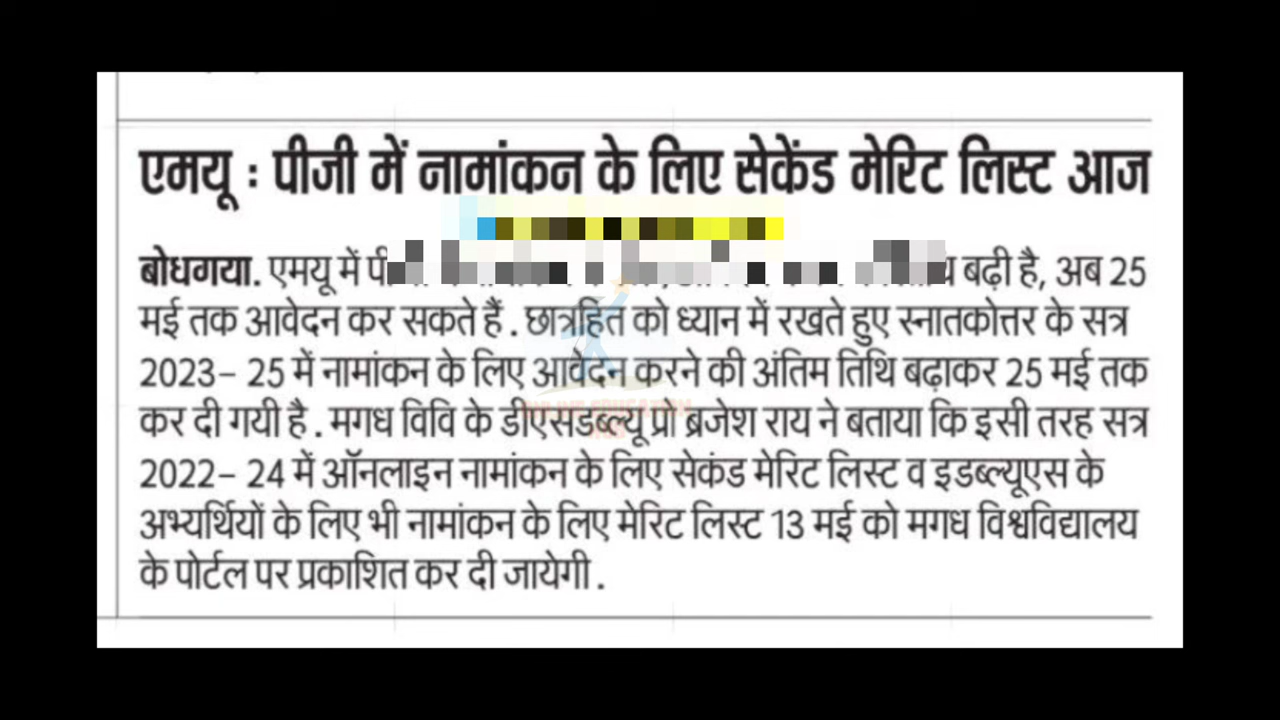 एमयू : पीजी में नामांकन के लिए सेकेंड मेरिट लिस्ट आज
बोधगया. एमयू में बढ़ी है, अब 25
मई तक आवेदन कर सकते हैं . छात्रहित को ध्यान में रखते हुए स्नातकोत्तर के सत्र
2023– 25 में नामांकन के लिए आवेदन करने की अंतिम तिथि बढ़ाकर 25 मई तक
कर दी गयी है . मगध विवि के डीएसडब्ल्यू प्रो ब्रजेश राय ने बताया कि इसी तरह सत्र
2022– 24 में ऑनलाइन नामांकन के लिए सेकंड मेरिट लिस्ट व इडब्ल्यूएस के
अभ्यर्थियों के लिए भी नामांकन के लिए मेरिट लिस्ट 13 मई को मगध विश्वविद्यालय
के पोर्टल पर प्रकाशित कर दी जायेगी .
ONLINE EDUCATION